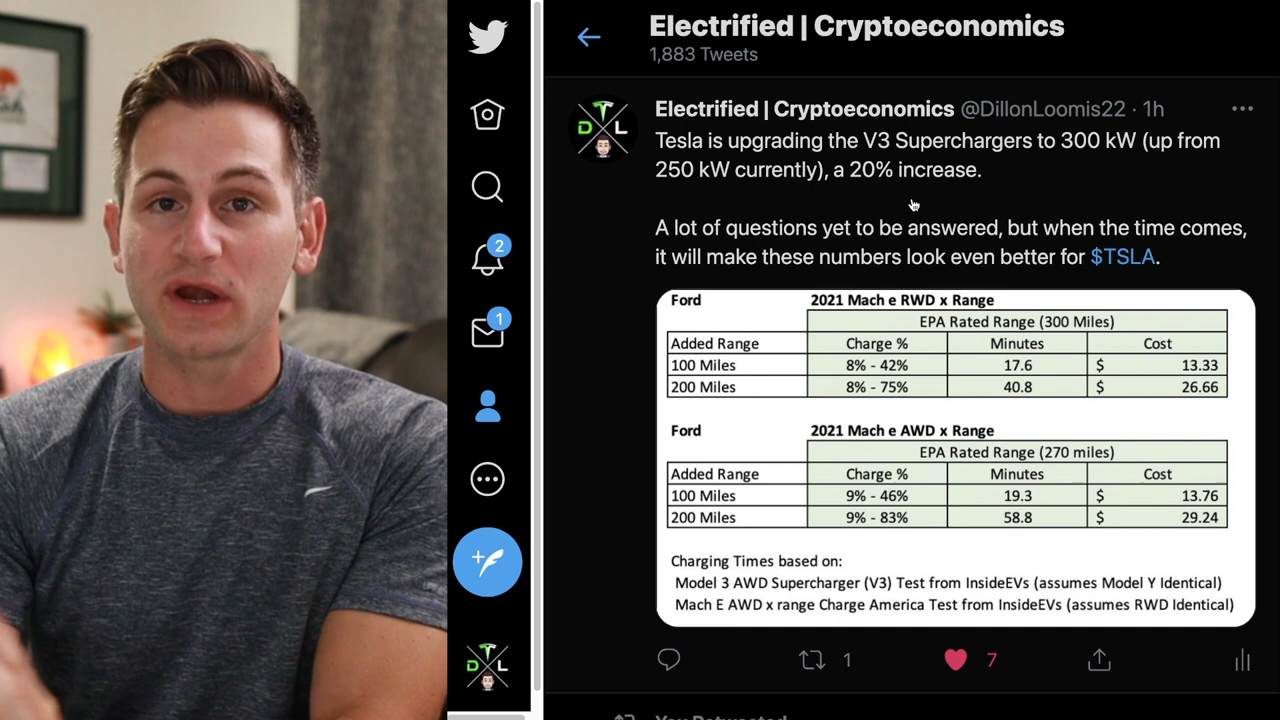 Electrified | Cryptoeconomics
1,883 Tweets
Electrified | Cryptoeconomics @DillonLoomis22 · 1h
Tesla is upgrading the V3 Superchargers to 300 kW (up from
250 kW currently), a 20% increase.
A lot of questions yet to be answered, but when the time comes,
it will make these numbers look even better for $TSLA.
Ford 2021 Mach e RWD x Range
EPA Rated Range (300 Miles)
Added Range Charge % Minutes Cost
100 Miles 8% - 42% 17.6 $ 13.33
200 Miles 8% - 75% 40.8 $ 26.66
Ford 2021 Mach e AWD x Range
EPA Rated Range (270 miles)
Added Range Charge % Minutes Cost
100 Miles 9% - 46% 19.3 $ 13.76
200 Miles 9% - 83% 58.8 $ 29.24
Charging Times based on:
Model 3 AWD Supercharger (V3) Test from InsideEVs (assumes Model Y Identical)
Mach E AWD x range Charge America Test from InsideEVs (assumes RWD Identical)
1 7
You Retweeted
2
1
D L
D L